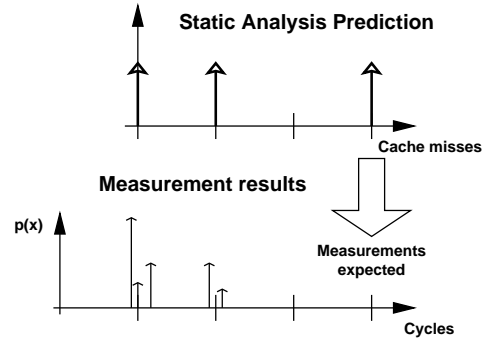 Static Analysis Prediction
Cache misses
Measurement results
p(x)
Measurements
expected
Cycles